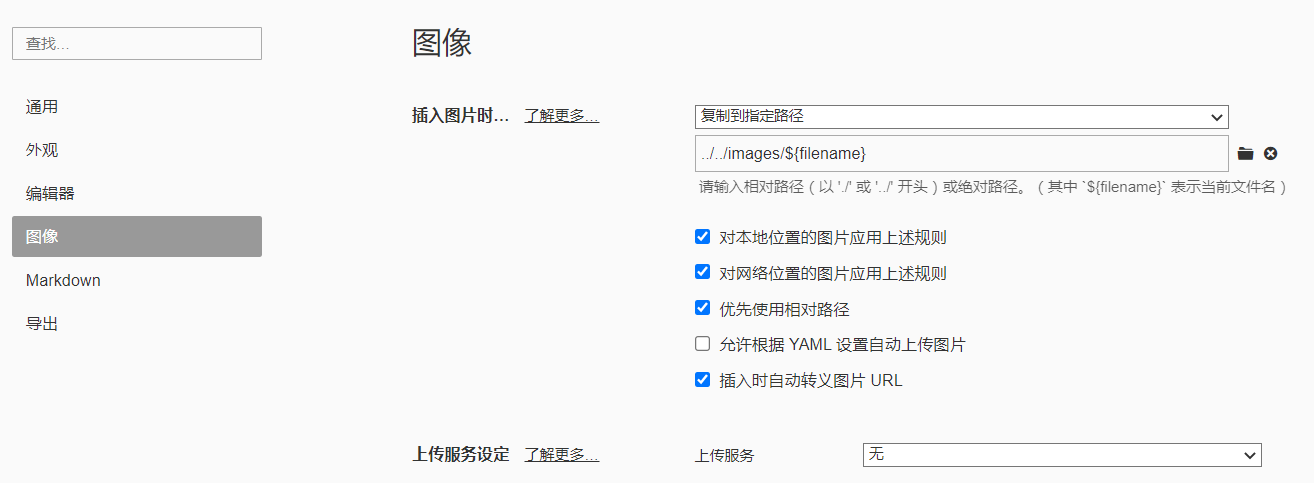 查找...
通用
外观
编辑器
图像
Markdown
导出
图像
插入图片时... 了解更多... 复制到指定路径
../../images/${filename}
请输入相对路径（以 './' 或 '../' 开头）或绝对路径。（其中 `${filename}` 表示当前文件名）
对本地位置的图片应用上述规则
对网络位置的图片应用上述规则
优先使用相对路径
允许根据 YAML 设置自动上传图片
插入时自动转义图片 URL
上传服务设定 了解更多... 上传服务 无